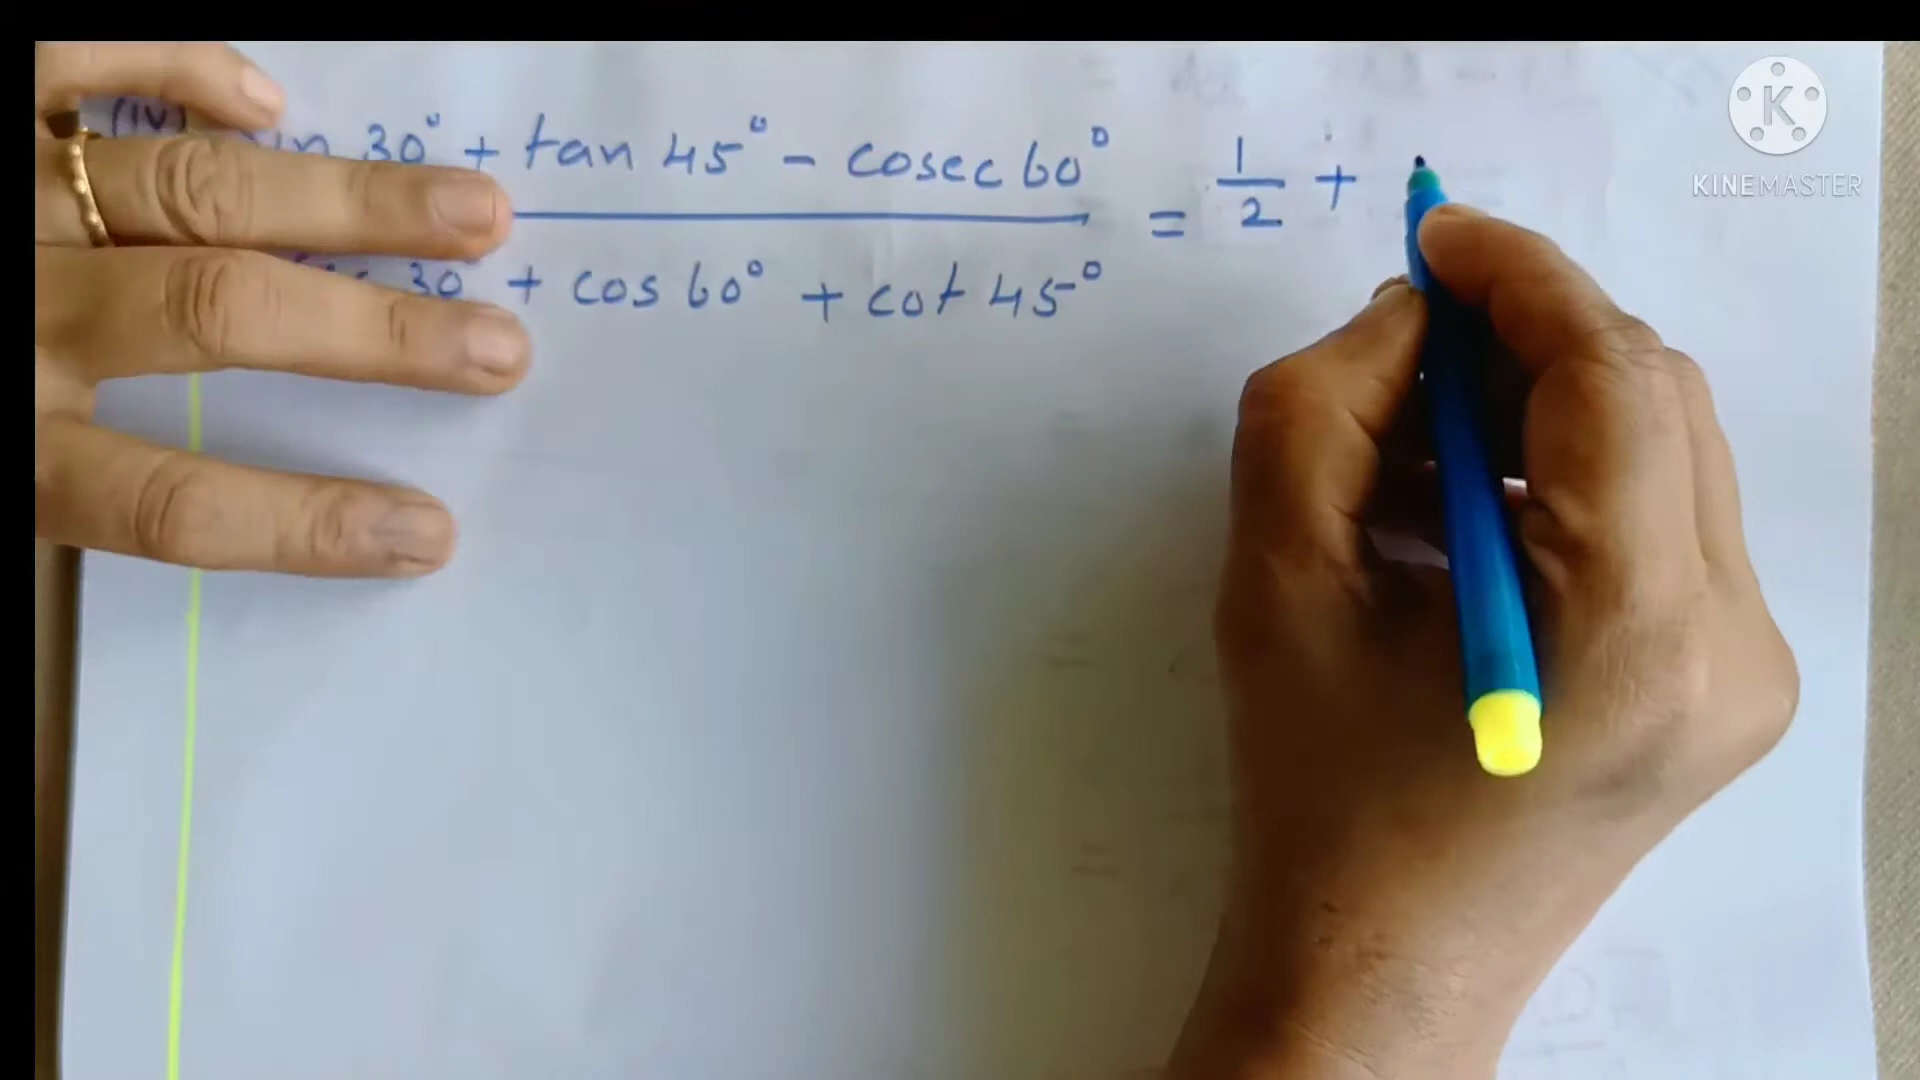 (iv) 30° + tan 45° - cosec 60° = 1/2 +
30° + cos 60° + cot 45°
KINEMASTER